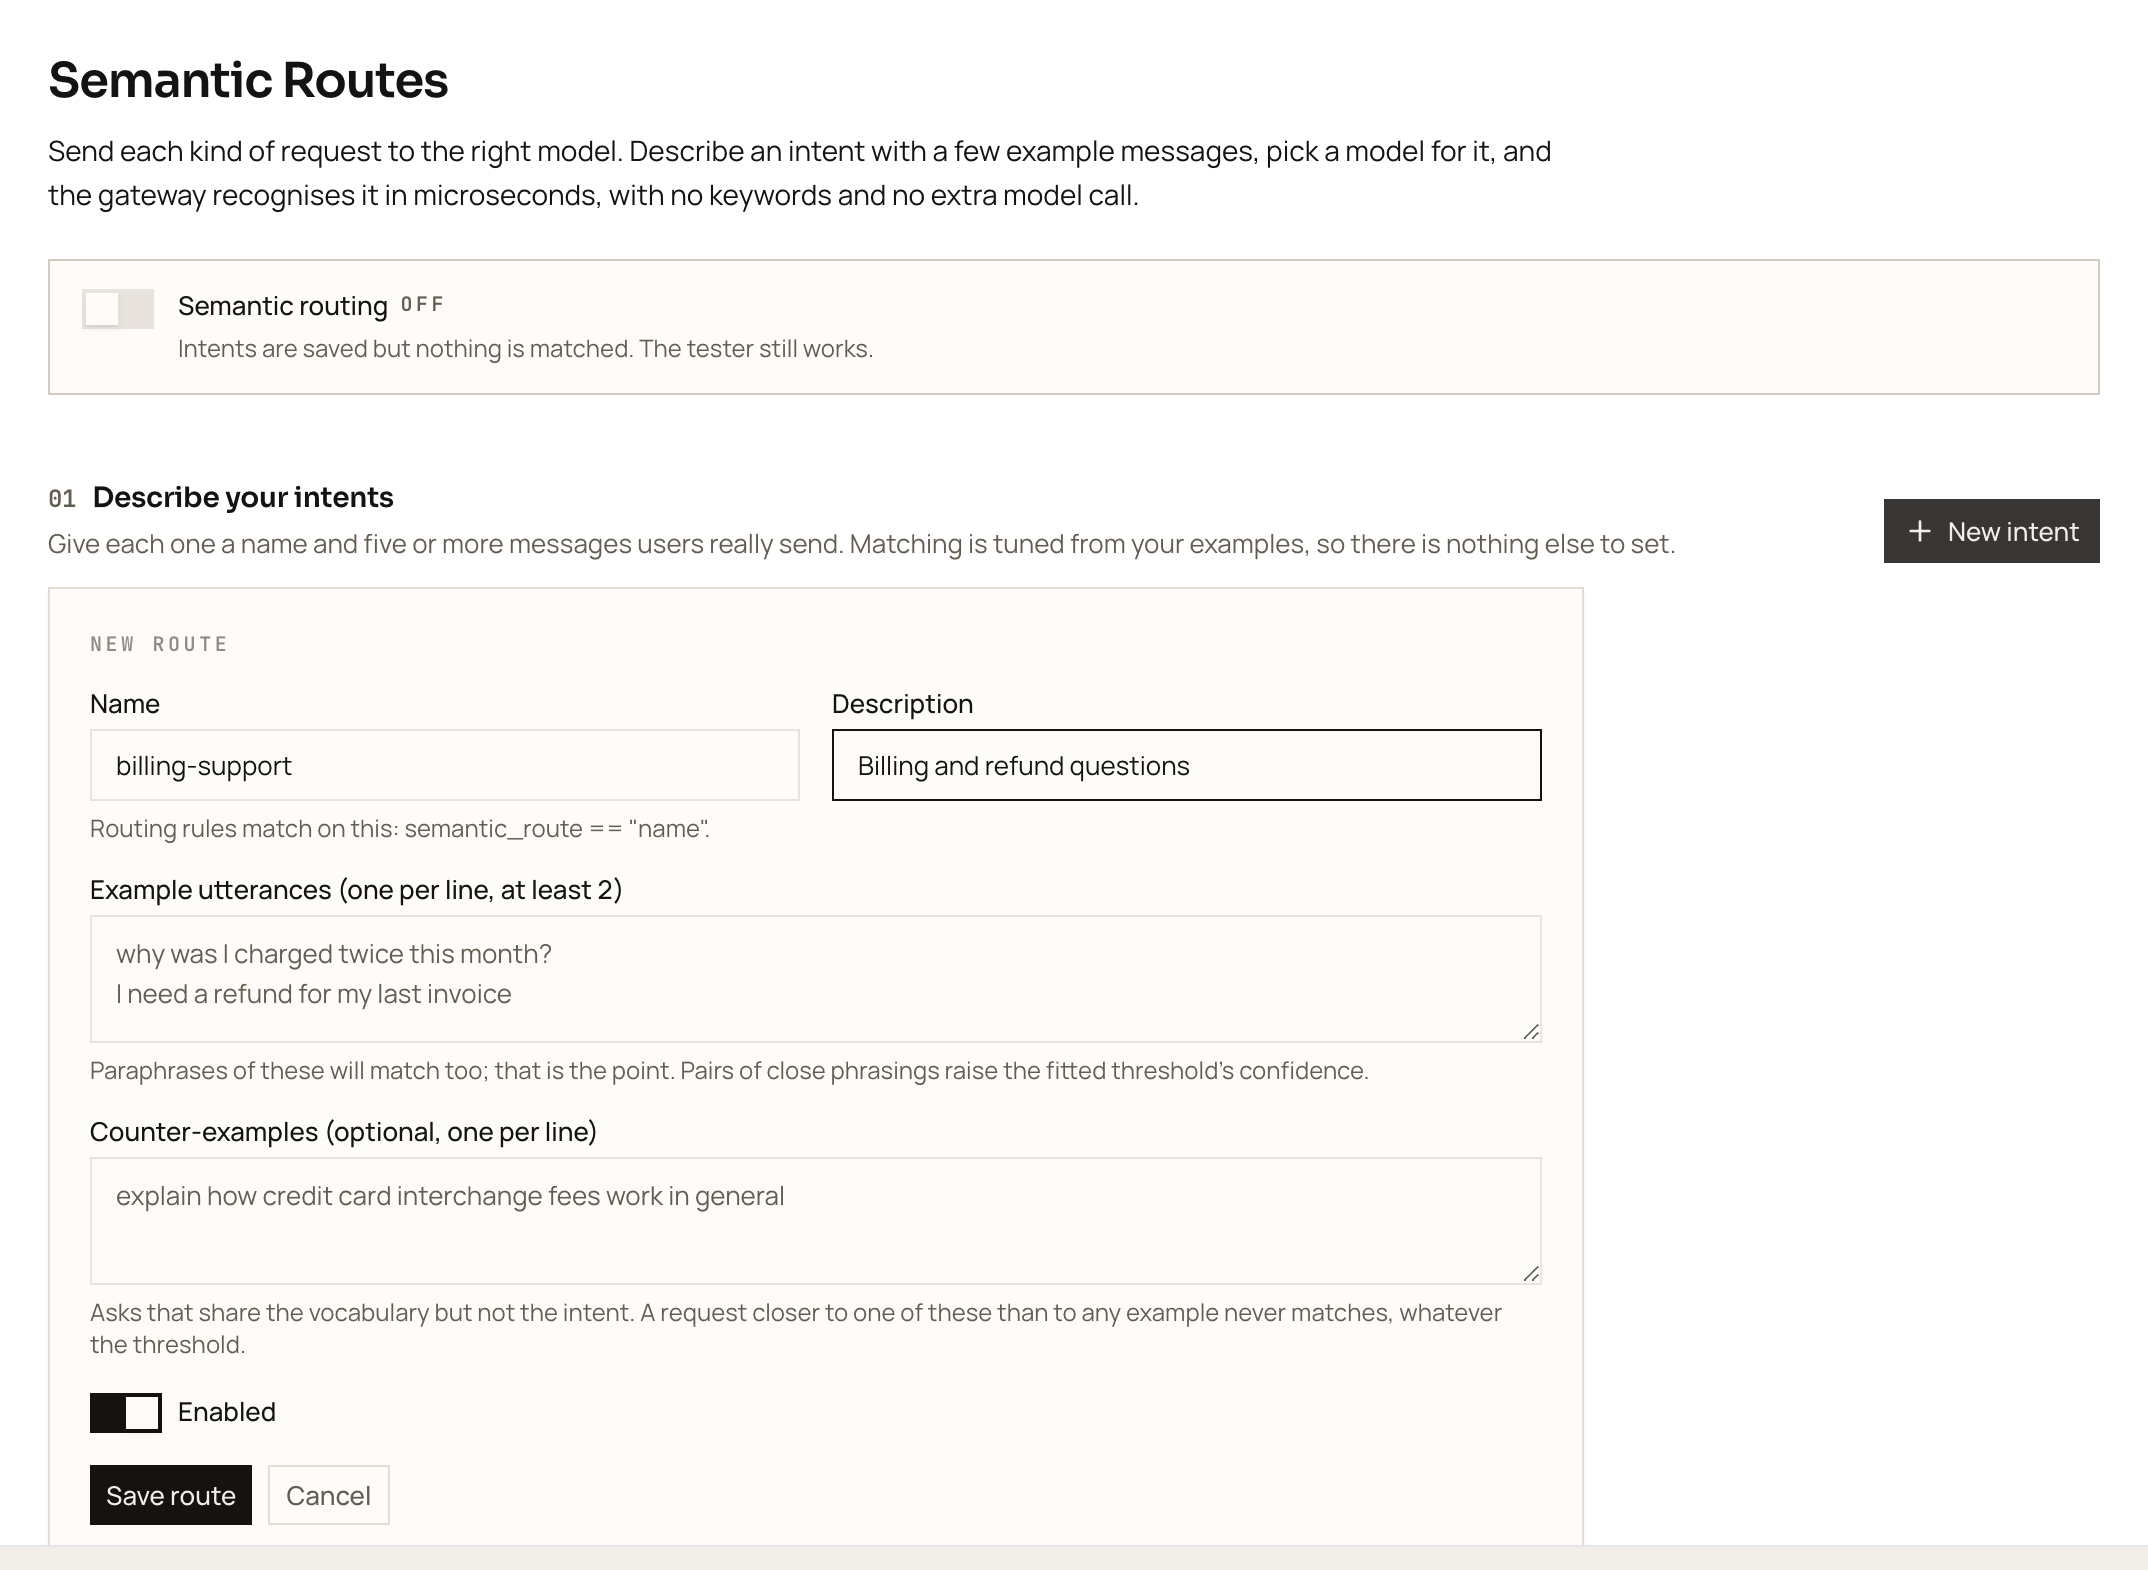 Semantic Routes
Send each kind of request to the right model. Describe an intent with a few example messages, pick a model for it, and
the gateway recognises it in microseconds, with no keywords and no extra model call.
Semantic routing OFF
Intents are saved but nothing is matched. The tester still works.
01 Describe your intents
Give each one a name and five or more messages users really send. Matching is tuned from your examples, so there is nothing else to set.
New intent
NEW ROUTE
Name
Description
billing-support
Billing and refund questions
Routing rules match on this: semantic_route == "name".
Example utterances (one per line, at least 2)
why was I charged twice this month?
I need a refund for my last invoice
Paraphrases of these will match too; that is the point. Pairs of close phrasings raise the fitted threshold's confidence.
Counter-examples (optional, one per line)
explain how credit card interchange fees work in general
Asks that share the vocabulary but not the intent. A request closer to one of these than to any example never matches, whatever
the threshold.
Enabled
Save route
Cancel